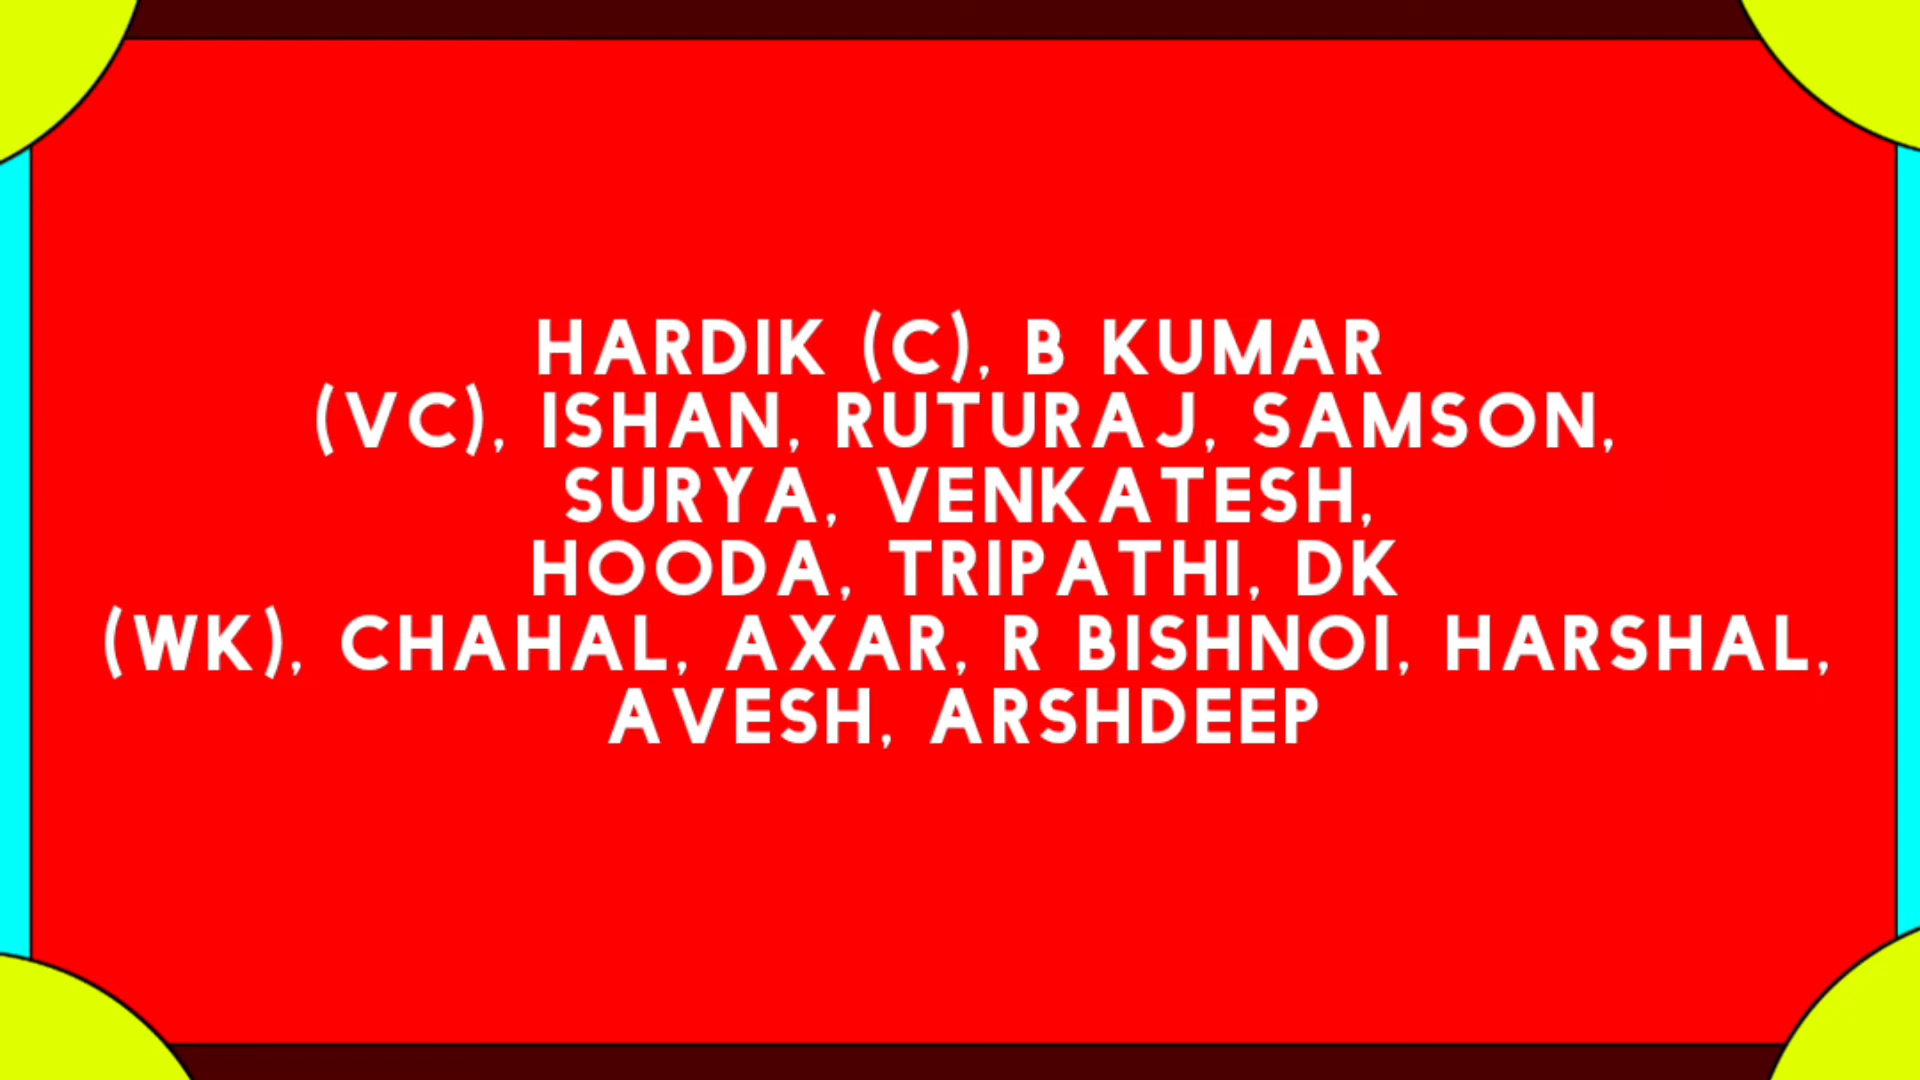 HARDIK (C), B KUMAR
(VC), ISHAN, RUTURAJ, SAMSON,
SURYA, VENKATESH,
HOODA, TRIPATHI, DK
(WK), CHAHAL, AXAR, R BISHNOI, HARSHAL,
AVESH, ARSHDEEP